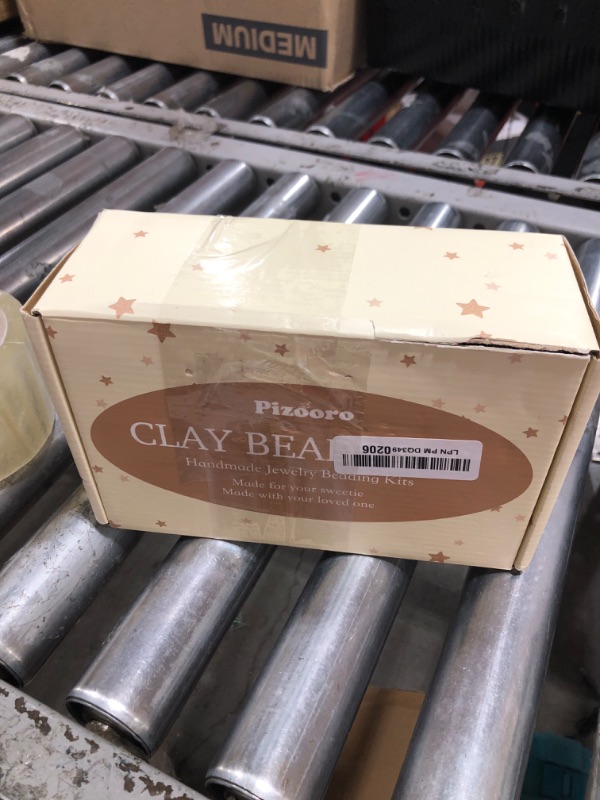 MEDIUM
Pizooro
CLAY BEA
LPN PM DQ3490206
Handmade Jewelry Beading Kits
Made for your sweetie
Made with your loved one